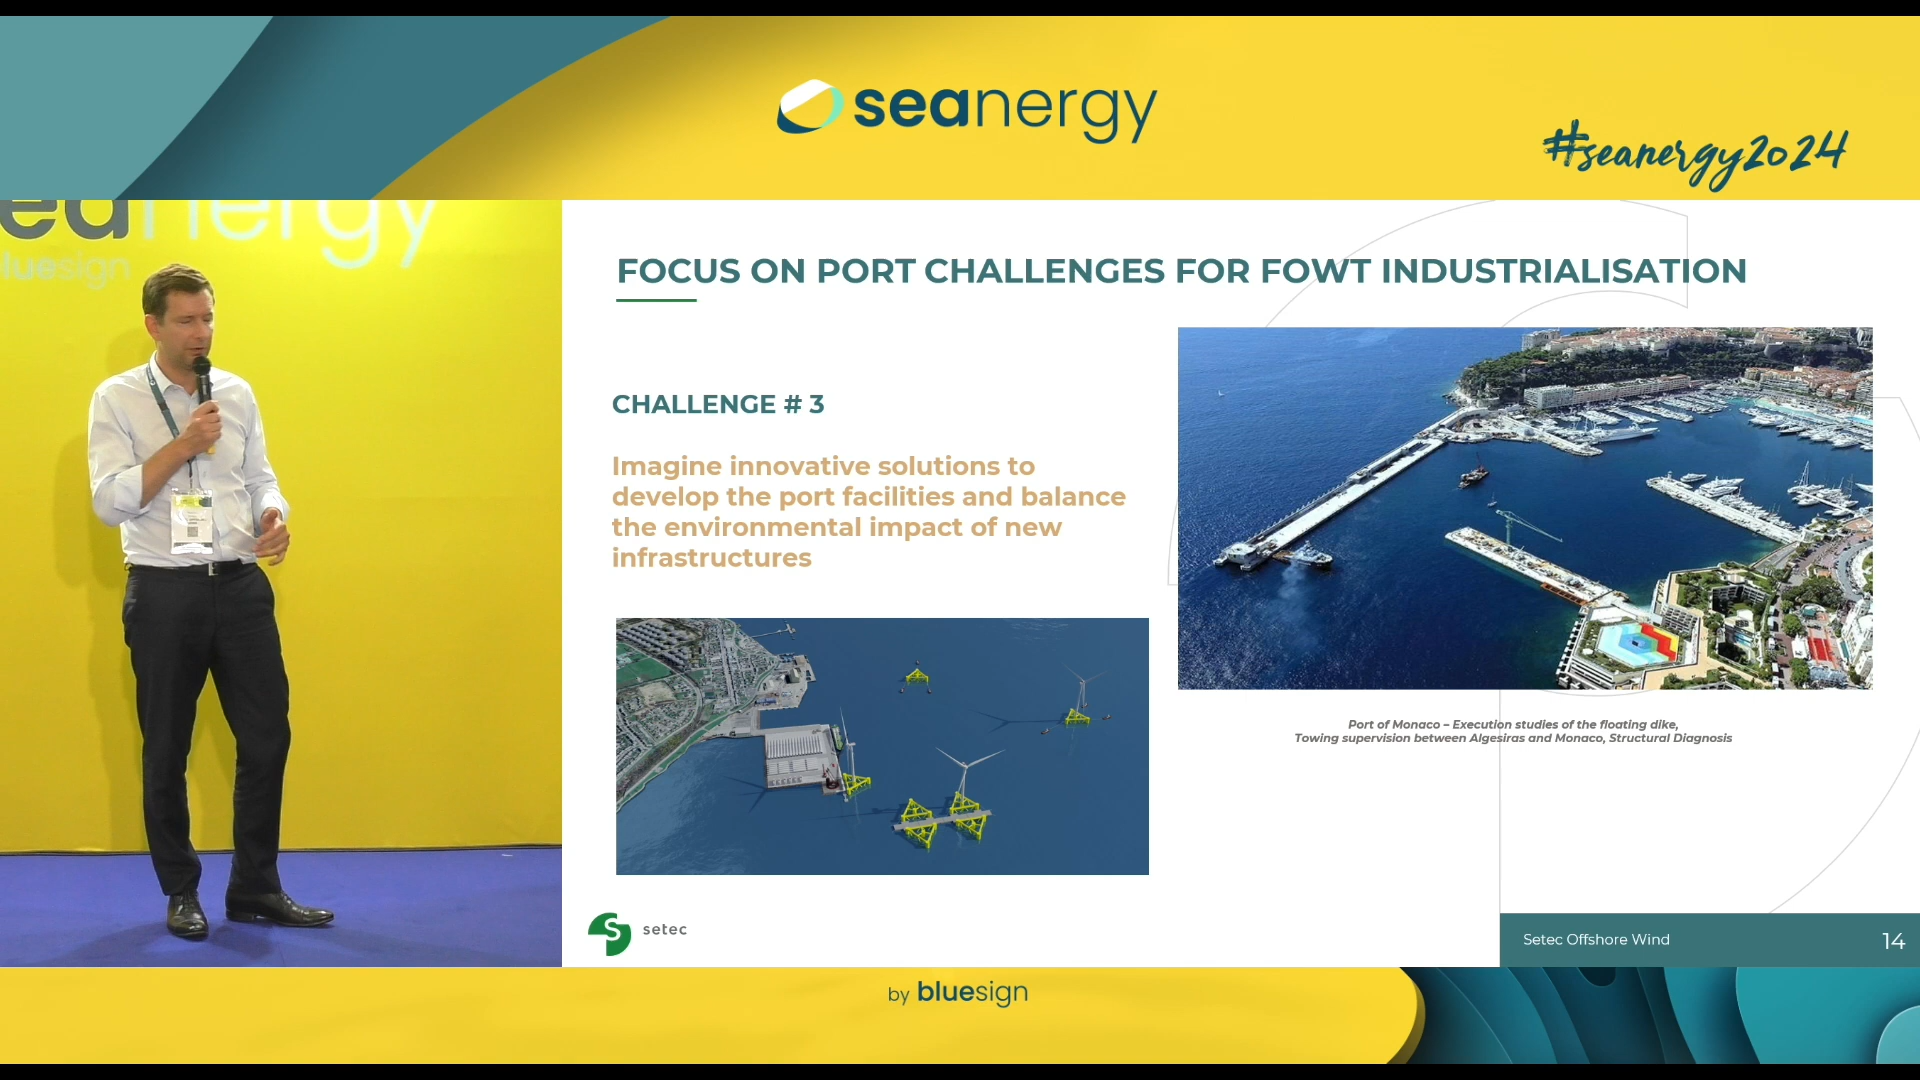 seanergy
#seanergy2024
eanergy
bluesign
FOCUS ON PORT CHALLENGES FOR FOWT INDUSTRIALISATION
CHALLENGE # 3
Imagine innovative solutions to
develop the port facilities and balance
the environmental impact of new
infrastructures
Port of Monaco – Execution studies of the floating dike,
Towing supervision between Algesiras and Monaco, Structural Diagnosis
S setec
Setec Offshore Wind
14
by bluesign